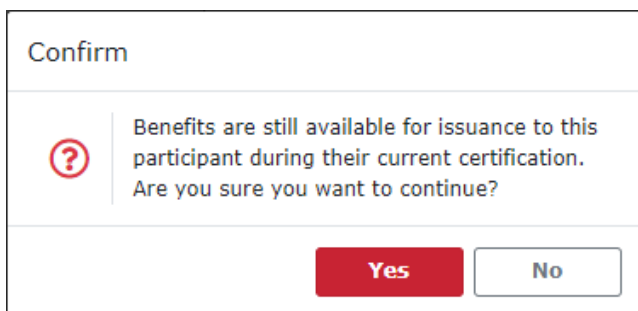 Confirm
Benefits are still available for issuance to this
participant during their current certification.
Are you sure you want to continue?
Yes
No